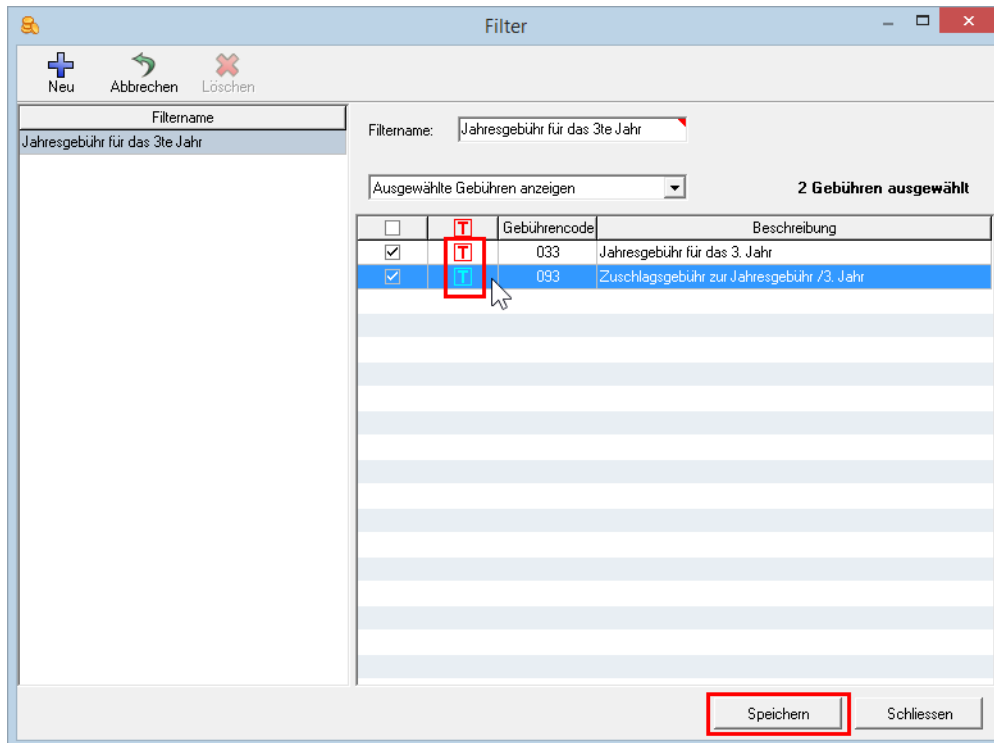 Filter
Neu Abbrechen Löschen
Filtername
Jahresgebühr für das 3te Jahr
Filtername: Jahresgebühr für das 3te Jahr
Ausgewählte Gebühren anzeigen 2 Gebühren ausgewählt
T Gebührencode Beschreibung
T 033 Jahresgebühr für das 3. Jahr
T 093 Zuschlagsgebühr zur Jahresgebühr /3. Jahr
Speichern Schliessen